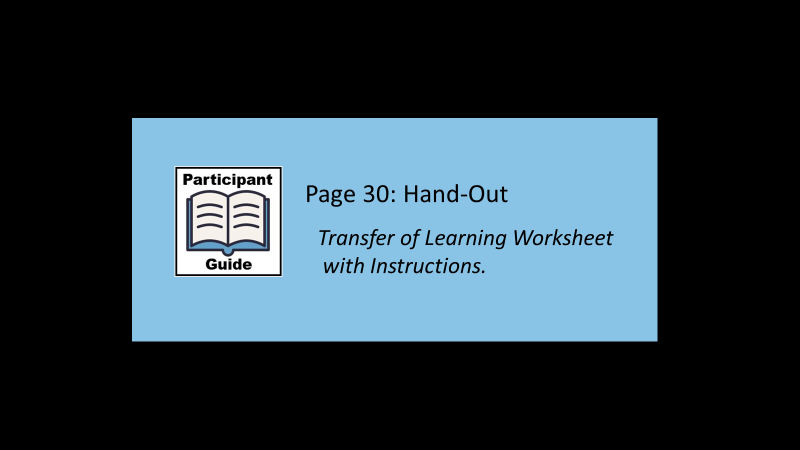 Participant
Guide
Page 30: Hand-Out
Transfer of Learning Worksheet
with Instructions.